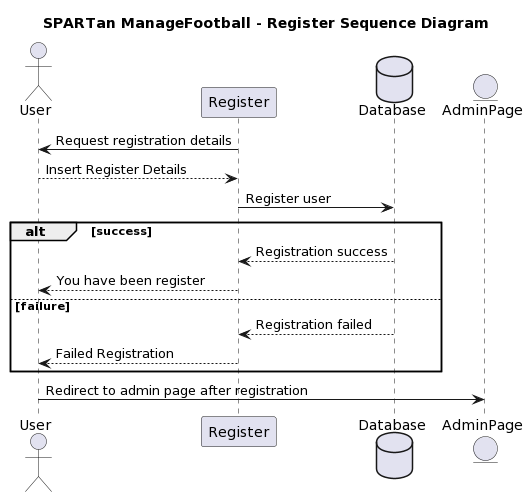 SPARTan ManageFootball - Register Sequence Diagram
User
Register
Database
AdminPage
Request registration details
Insert Register Details
Register user
alt [success]
Registration success
You have been register
[failure]
Registration failed
Failed Registration
Redirect to admin page after registration
User
Register
Database
AdminPage